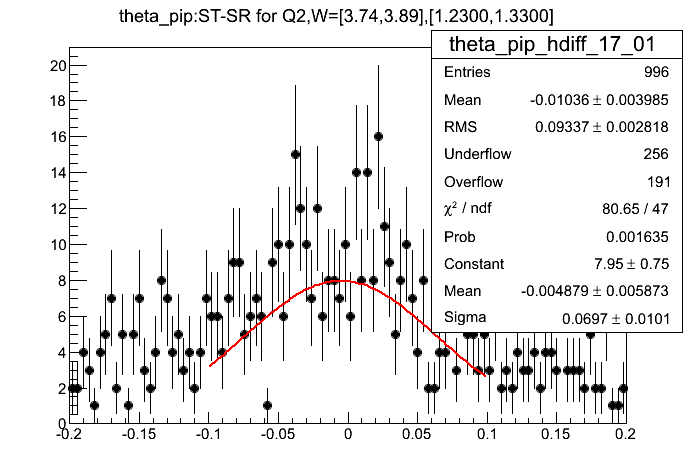 theta_pip:ST-SR for Q2,W=[3.74,3.89],[1.2300,1.3300]
theta_pip_hdiff_17_01
Entries 996
Mean -0.01036 ± 0.003985
RMS 0.09337 ± 0.002818
Underflow 256
Overflow 191
χ² / ndf 80.65 / 47
Prob 0.001635
Constant 7.95 ± 0.75
Mean -0.004879 ± 0.005873
Sigma 0.0697 ± 0.0101
20
18
16
14
12
10
8
6
4
2
0
-0.2 -0.15 -0.1 -0.05 0 0.05 0.1 0.15 0.2